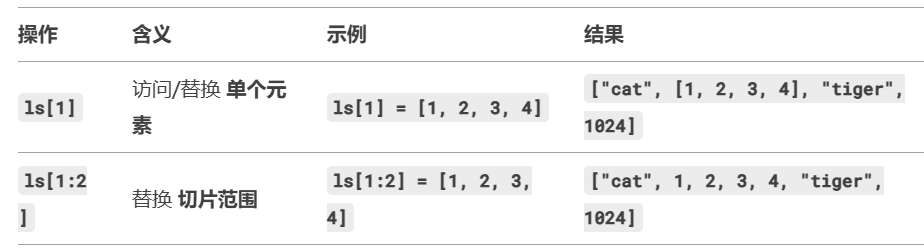 操作 含义 示例 结果
ls[1] 访问/替换 单个元素 ls[1] = [1, 2, 3, 4] ["cat", [1, 2, 3, 4], "tiger", 1024]
ls[1:2] 替换 切片范围 ls[1:2] = [1, 2, 3, 4] ["cat", 1, 2, 3, 4, "tiger", 1024]